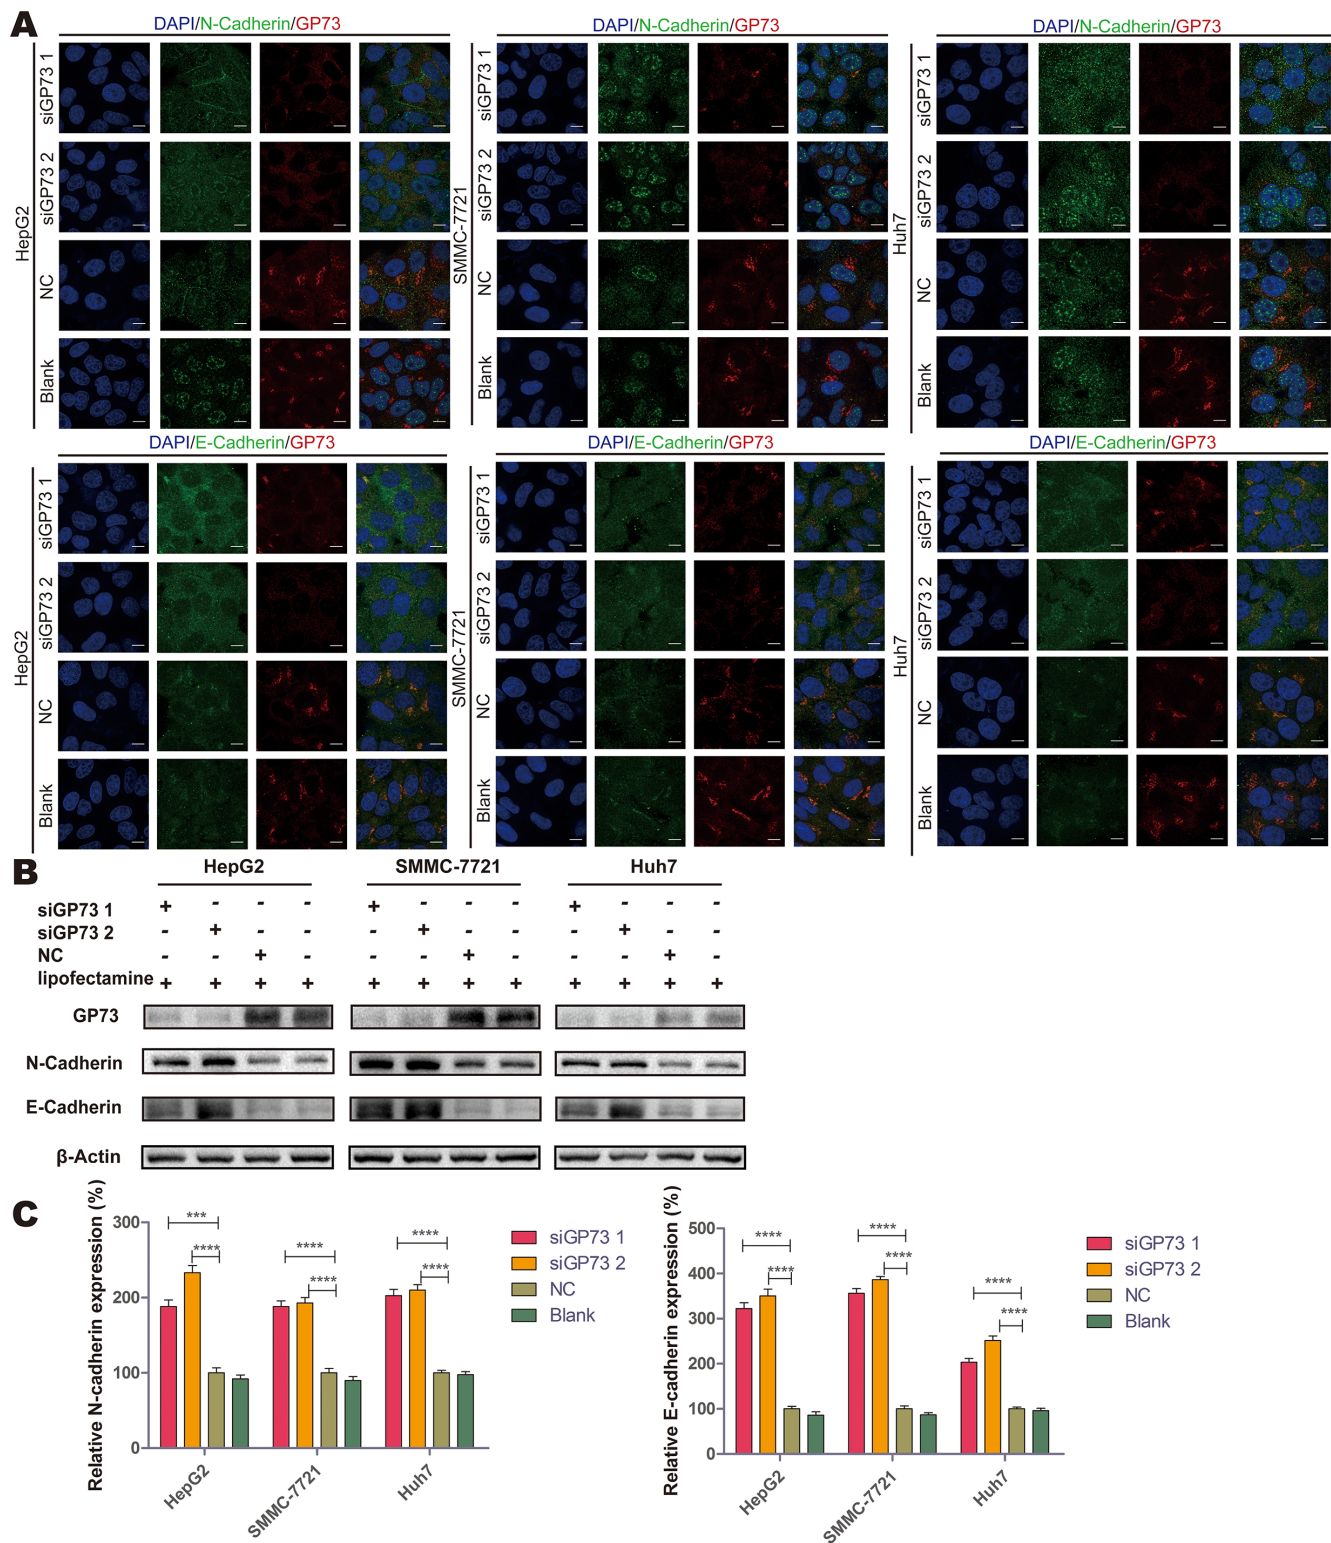 A
DAPI/N-Cadherin/GP73
DAPI/N-Cadherin/GP73
DAPI/N-Cadherin/GP73
HepG2
siGP73 1
siGP73 2
NC
Blank
SMMC-7721
siGP73 1
siGP73 2
NC
Blank
Huh7
siGP73 1
siGP73 2
NC
Blank
DAPI/E-Cadherin/GP73
DAPI/E-Cadherin/GP73
DAPI/E-Cadherin/GP73
HepG2
siGP73 1
siGP73 2
NC
Blank
SMMC-7721
siGP73 1
siGP73 2
NC
Blank
Huh7
siGP73 1
siGP73 2
NC
Blank
B
HepG2 SMMC-7721 Huh7
siGP73 1 + - - - + - - - + - - -
siGP73 2 - + - - - + - - - + - -
NC - - + - - - + - - - + -
lipofectamine + + + + + + + + + + + +
GP73
N-Cadherin
E-Cadherin
β-Actin
C
Relative N-cadherin expression (%)
300
200
100
0
*** **** **** **** **** ****
HepG2
SMMC-7721
Huh7
siGP73 1
siGP73 2
NC
Blank
Relative E-cadherin expression (%)
500
400
300
200
100
0
**** **** **** **** **** ****
HepG2
SMMC-7721
Huh7
siGP73 1
siGP73 2
NC
Blank